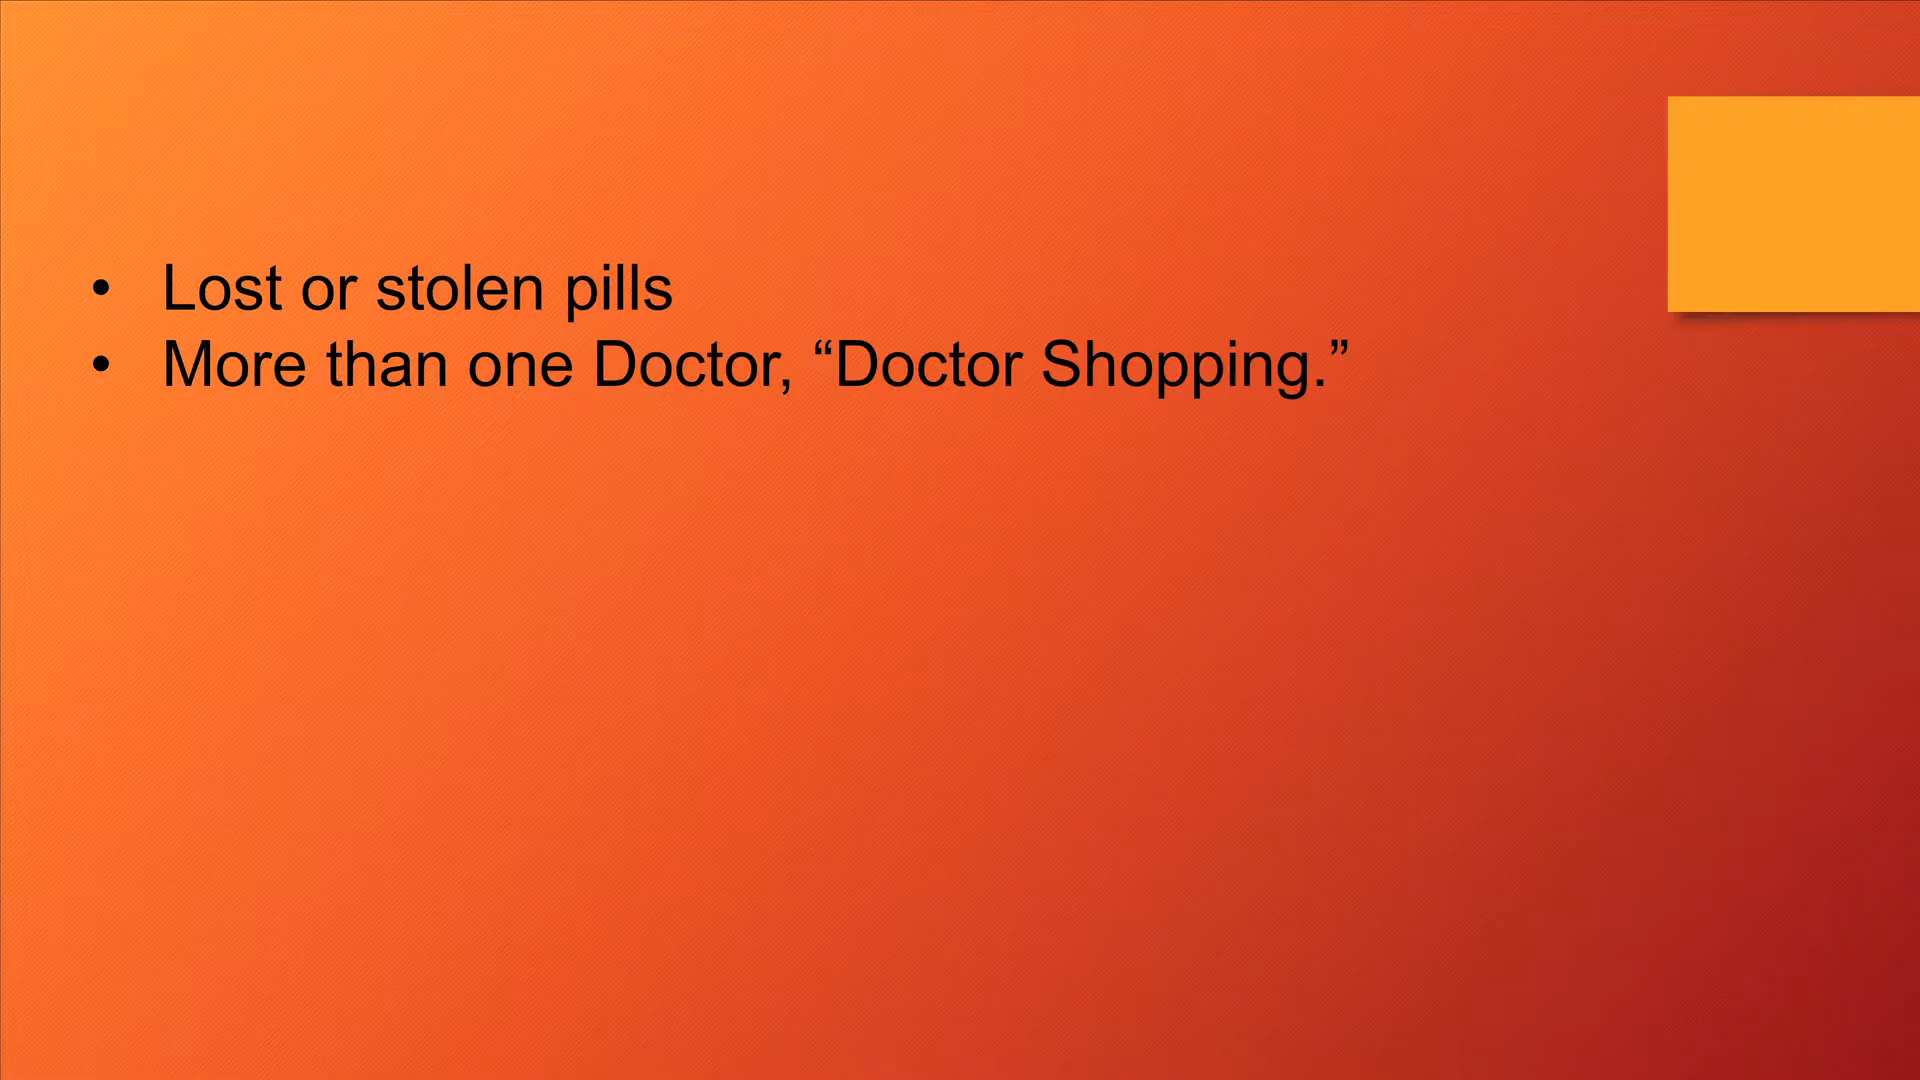 • Lost or stolen pills
• More than one Doctor, “Doctor Shopping.”